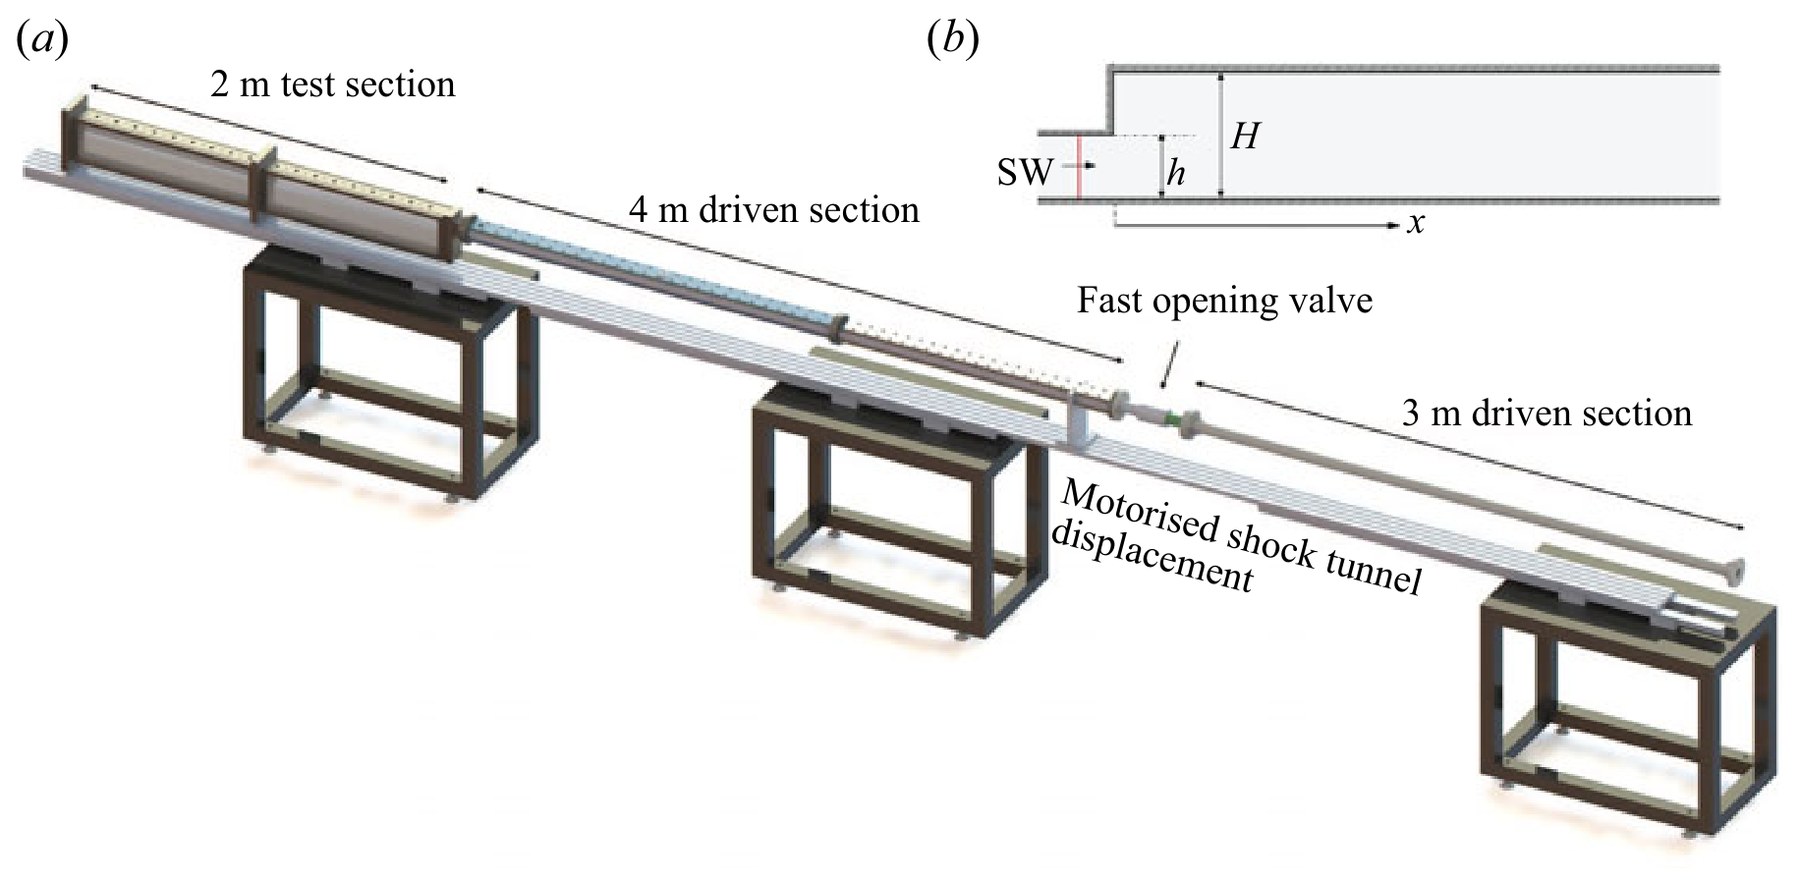 (a)
2 m test section
4 m driven section
Fast opening valve
3 m driven section
Motorised shock tunnel
displacement
(b)
H
SW
h
x